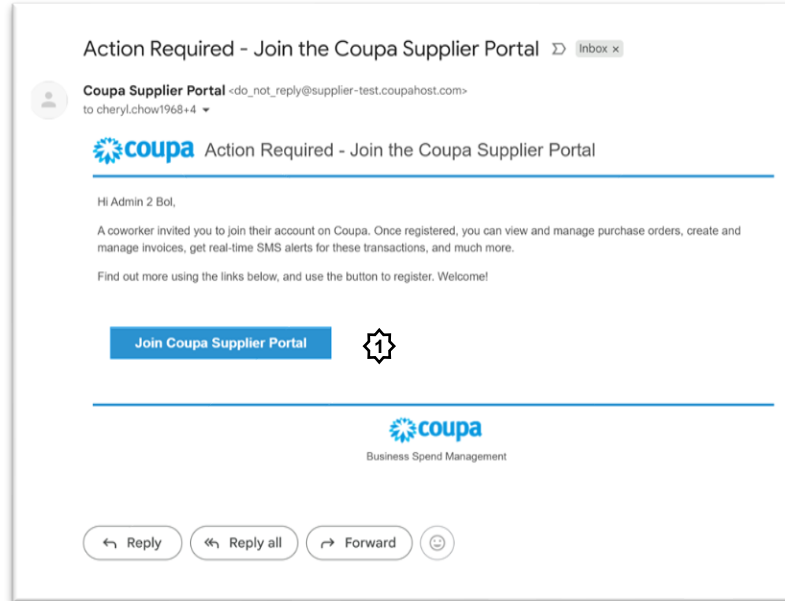 Action Required - Join the Coupa Supplier Portal Inbox ×
Coupa Supplier Portal <do_not_reply@supplier-test.coupahost.com>
to cheryl.chow1968+4
coupa Action Required - Join the Coupa Supplier Portal
Hi Admin 2 Bol,
A coworker invited you to join their account on Coupa. Once registered, you can view and manage purchase orders, create and
manage invoices, get real-time SMS alerts for these transactions, and much more.
Find out more using the links below, and use the button to register. Welcome!
Join Coupa Supplier Portal 1
coupa
Business Spend Management
Reply Reply all Forward